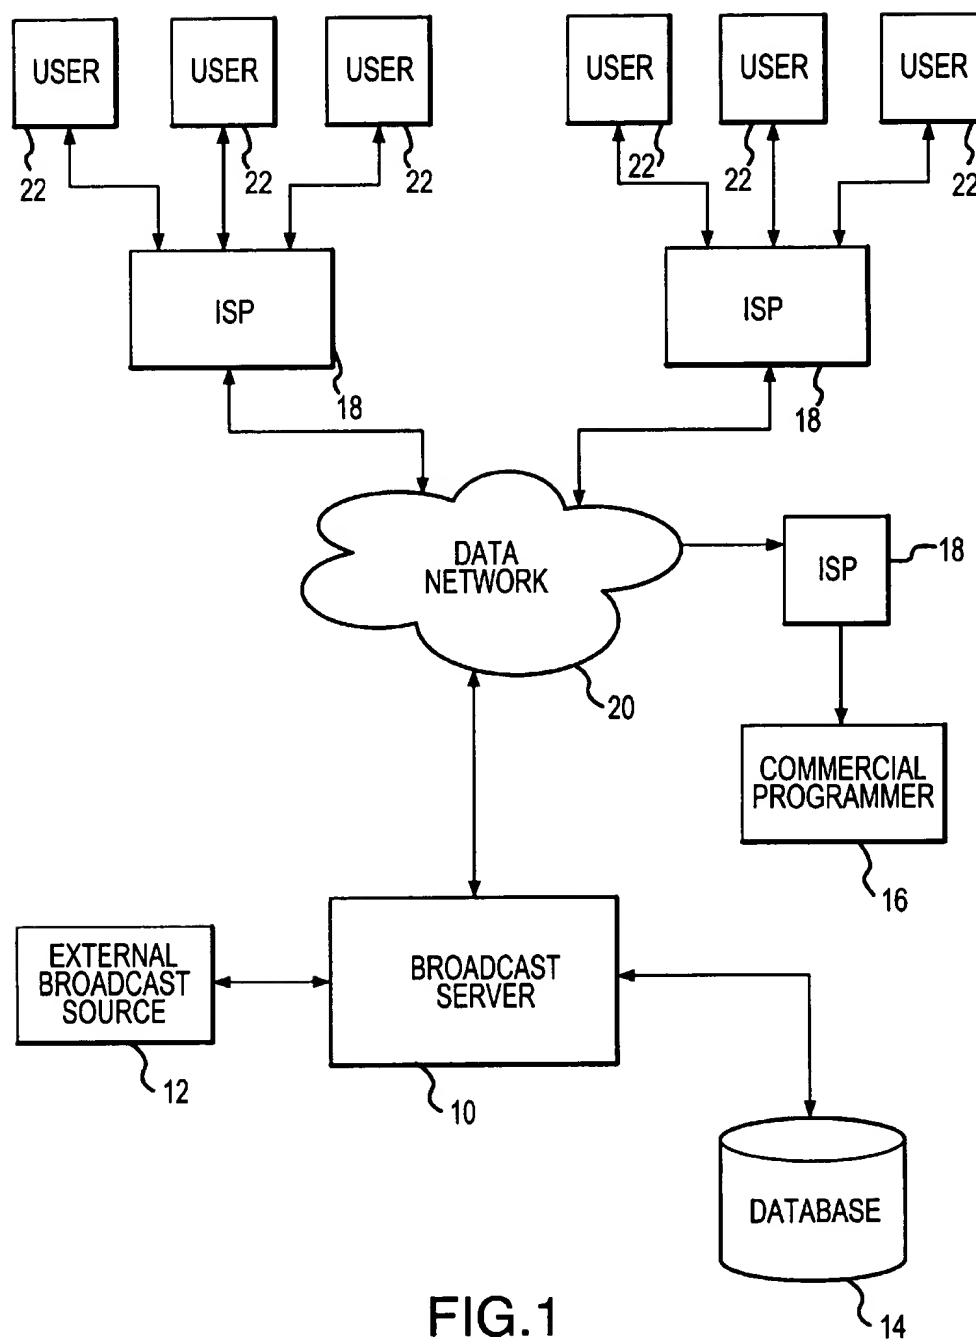 USER
USER
USER
USER
USER
USER
22
22
22
22
22
22
ISP
ISP
18
18
DATA
NETWORK
ISP
18
20
COMMERCIAL
PROGRAMMER
16
EXTERNAL
BROADCAST
SOURCE
BROADCAST
SERVER
12
10
DATABASE
14
FIG.1